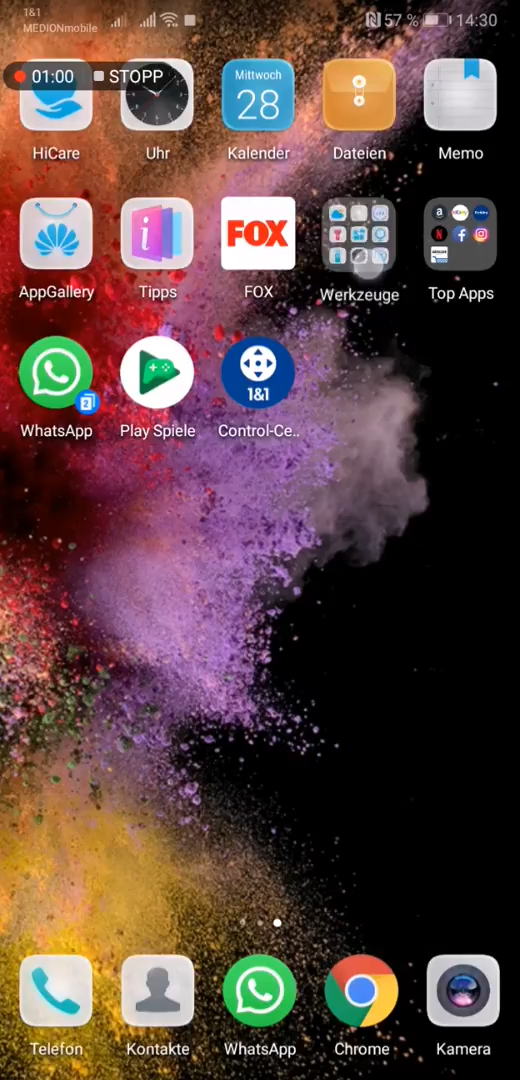 1&1
MEDIONmobile
57 %
14:30
01:00
STOPP
Mittwoch
28
HiCare
Uhr
Kalender
Dateien
Memo
FOX
AppGallery
Tipps
FOX
Werkzeuge
Top Apps
1&1
2
WhatsApp
Play Spiele
Control-Ce..
Telefon
Kontakte
WhatsApp
Chrome
Kamera